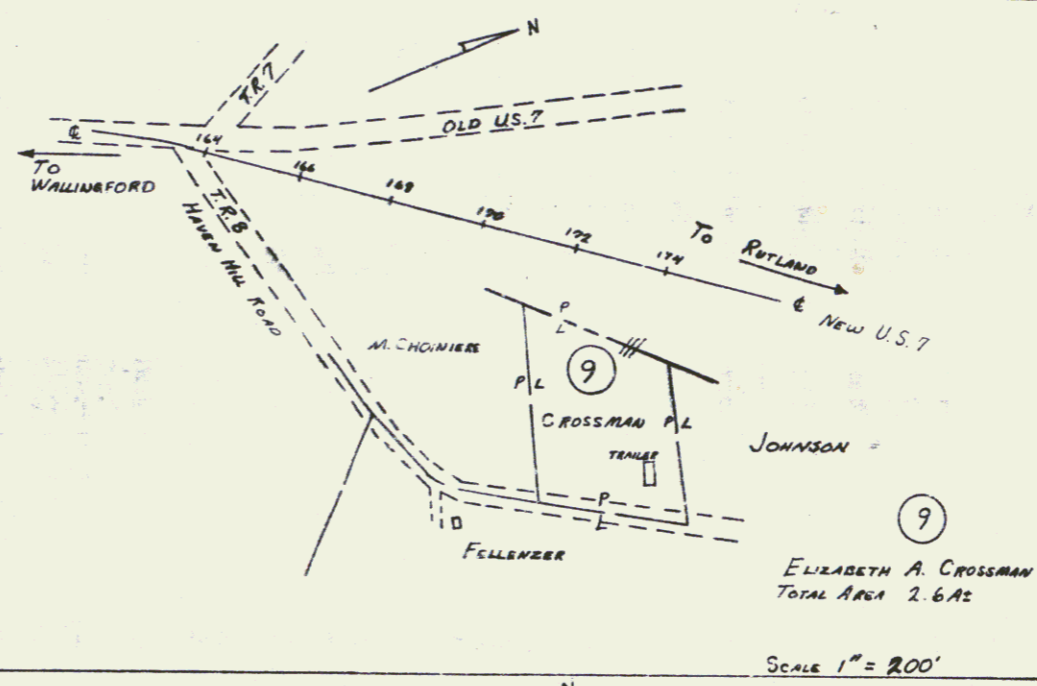 N
T.R.7
OLD U.S.7
℄
164
TO
WALLINGFORD
166
168
170
172
174
T.R.8
HAVEN HILL ROAD
TO RUTLAND
℄ NEW U.S.7
M. CHOINIERE
P
L
9
P L
CROSSMAN P L
TRAILER
JOHNSON
P
L
FELLENZER
9
ELIZABETH A. CROSSMAN
TOTAL AREA 2.6A±
SCALE 1" = 200'
N